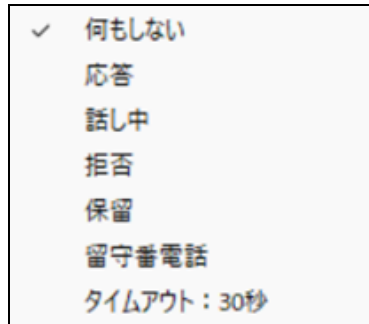 何もしない
応答
話し中
拒否
保留
留守番電話
タイムアウト：30秒